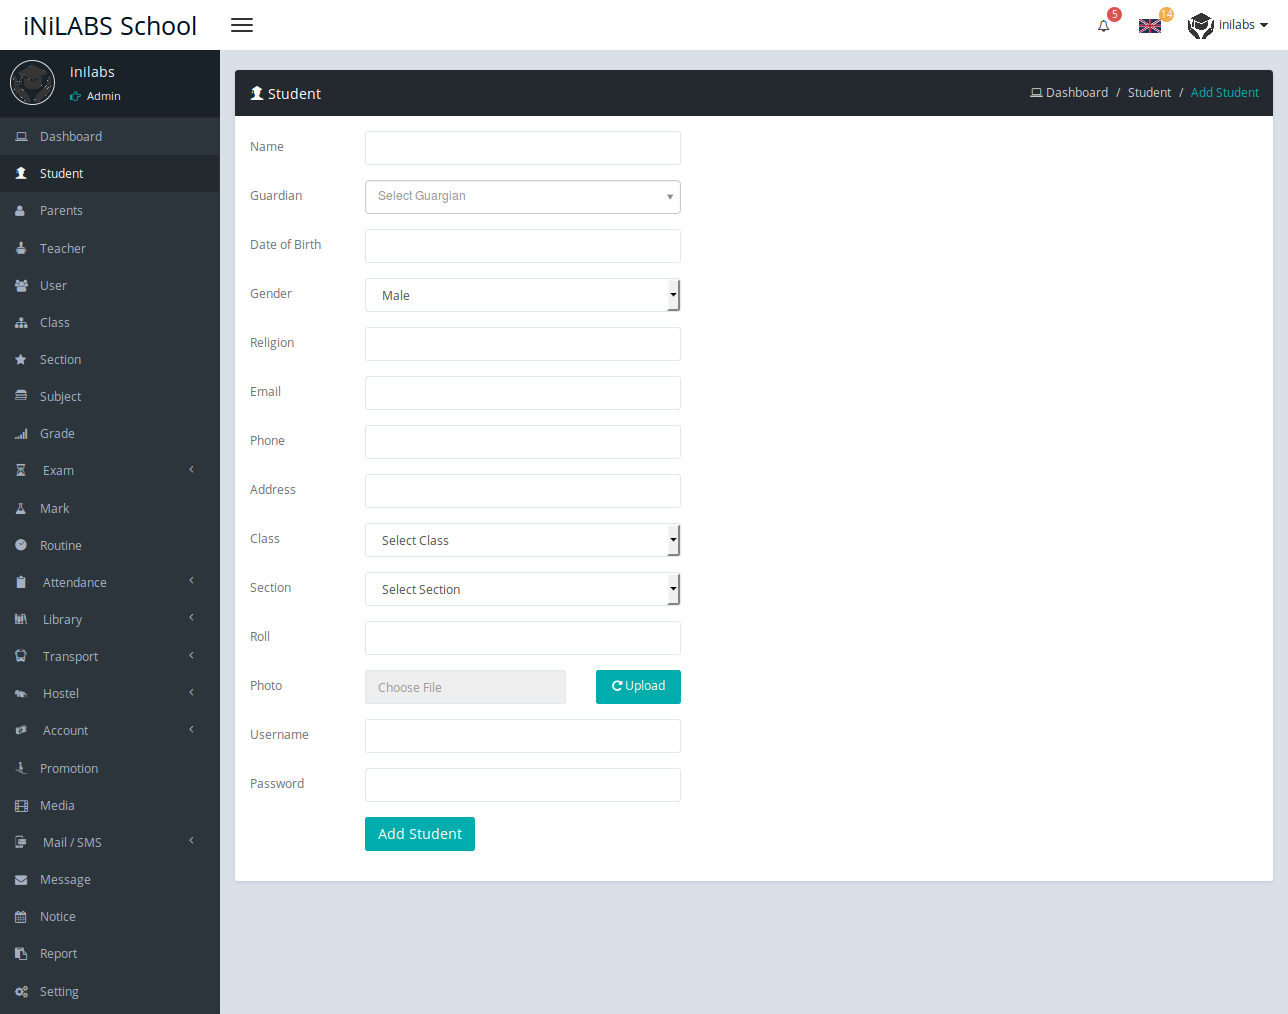 iNiLABS School
5
14
inilabs
inilabs
Admin
Dashboard
Student
Parents
Teacher
User
Class
Section
Subject
Grade
Exam
Mark
Routine
Attendance
Library
Transport
Hostel
Account
Promotion
Media
Mail / SMS
Message
Notice
Report
Setting
Student
Dashboard / Student / Add Student
Name
Guardian
Select Guargian
Date of Birth
Gender
Male
Religion
Email
Phone
Address
Class
Select Class
Section
Select Section
Roll
Photo
Choose File
Upload
Username
Password
Add Student